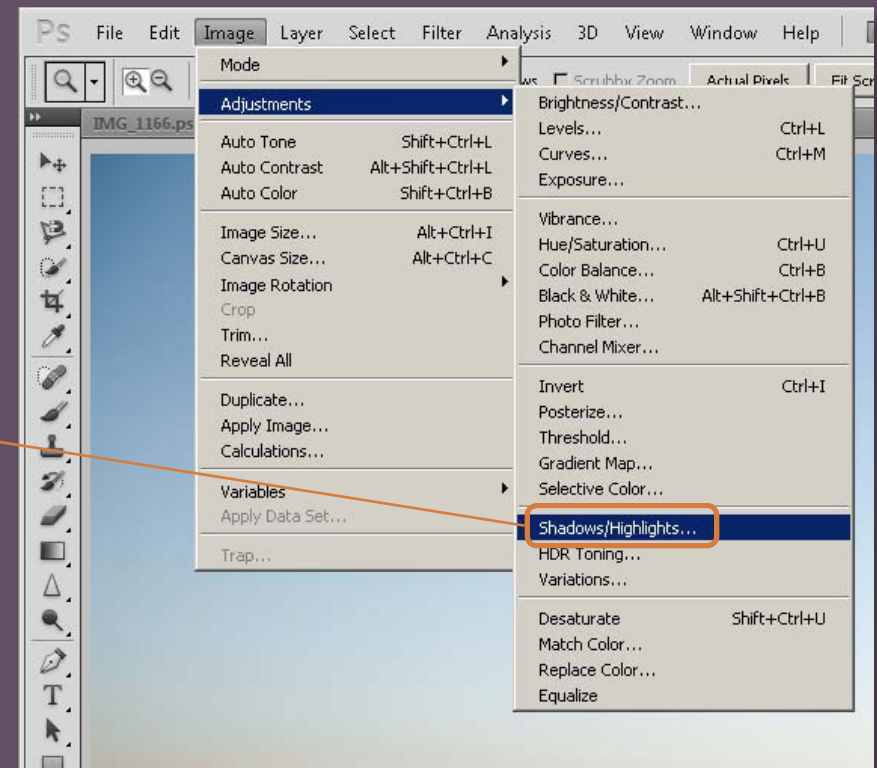 Ps File Edit Image Layer Select Filter Analysis 3D View Window Help
Scrubby Zoom Actual Pixels Fit Scr
IMG_1166.ps
Mode
Adjustments
Auto Tone Shift+Ctrl+L
Auto Contrast Alt+Shift+Ctrl+L
Auto Color Shift+Ctrl+B
Image Size... Alt+Ctrl+I
Canvas Size... Alt+Ctrl+C
Image Rotation
Crop
Trim...
Reveal All
Duplicate...
Apply Image...
Calculations...
Variables
Apply Data Set...
Trap...
Brightness/Contrast...
Levels... Ctrl+L
Curves... Ctrl+M
Exposure...
Vibrance...
Hue/Saturation... Ctrl+U
Color Balance... Ctrl+B
Black & White... Alt+Shift+Ctrl+B
Photo Filter...
Channel Mixer...
Invert Ctrl+I
Posterize...
Threshold...
Gradient Map...
Selective Color...
Shadows/Highlights...
HDR Toning...
Variations...
Desaturate Shift+Ctrl+U
Match Color...
Replace Color...
Equalize
T